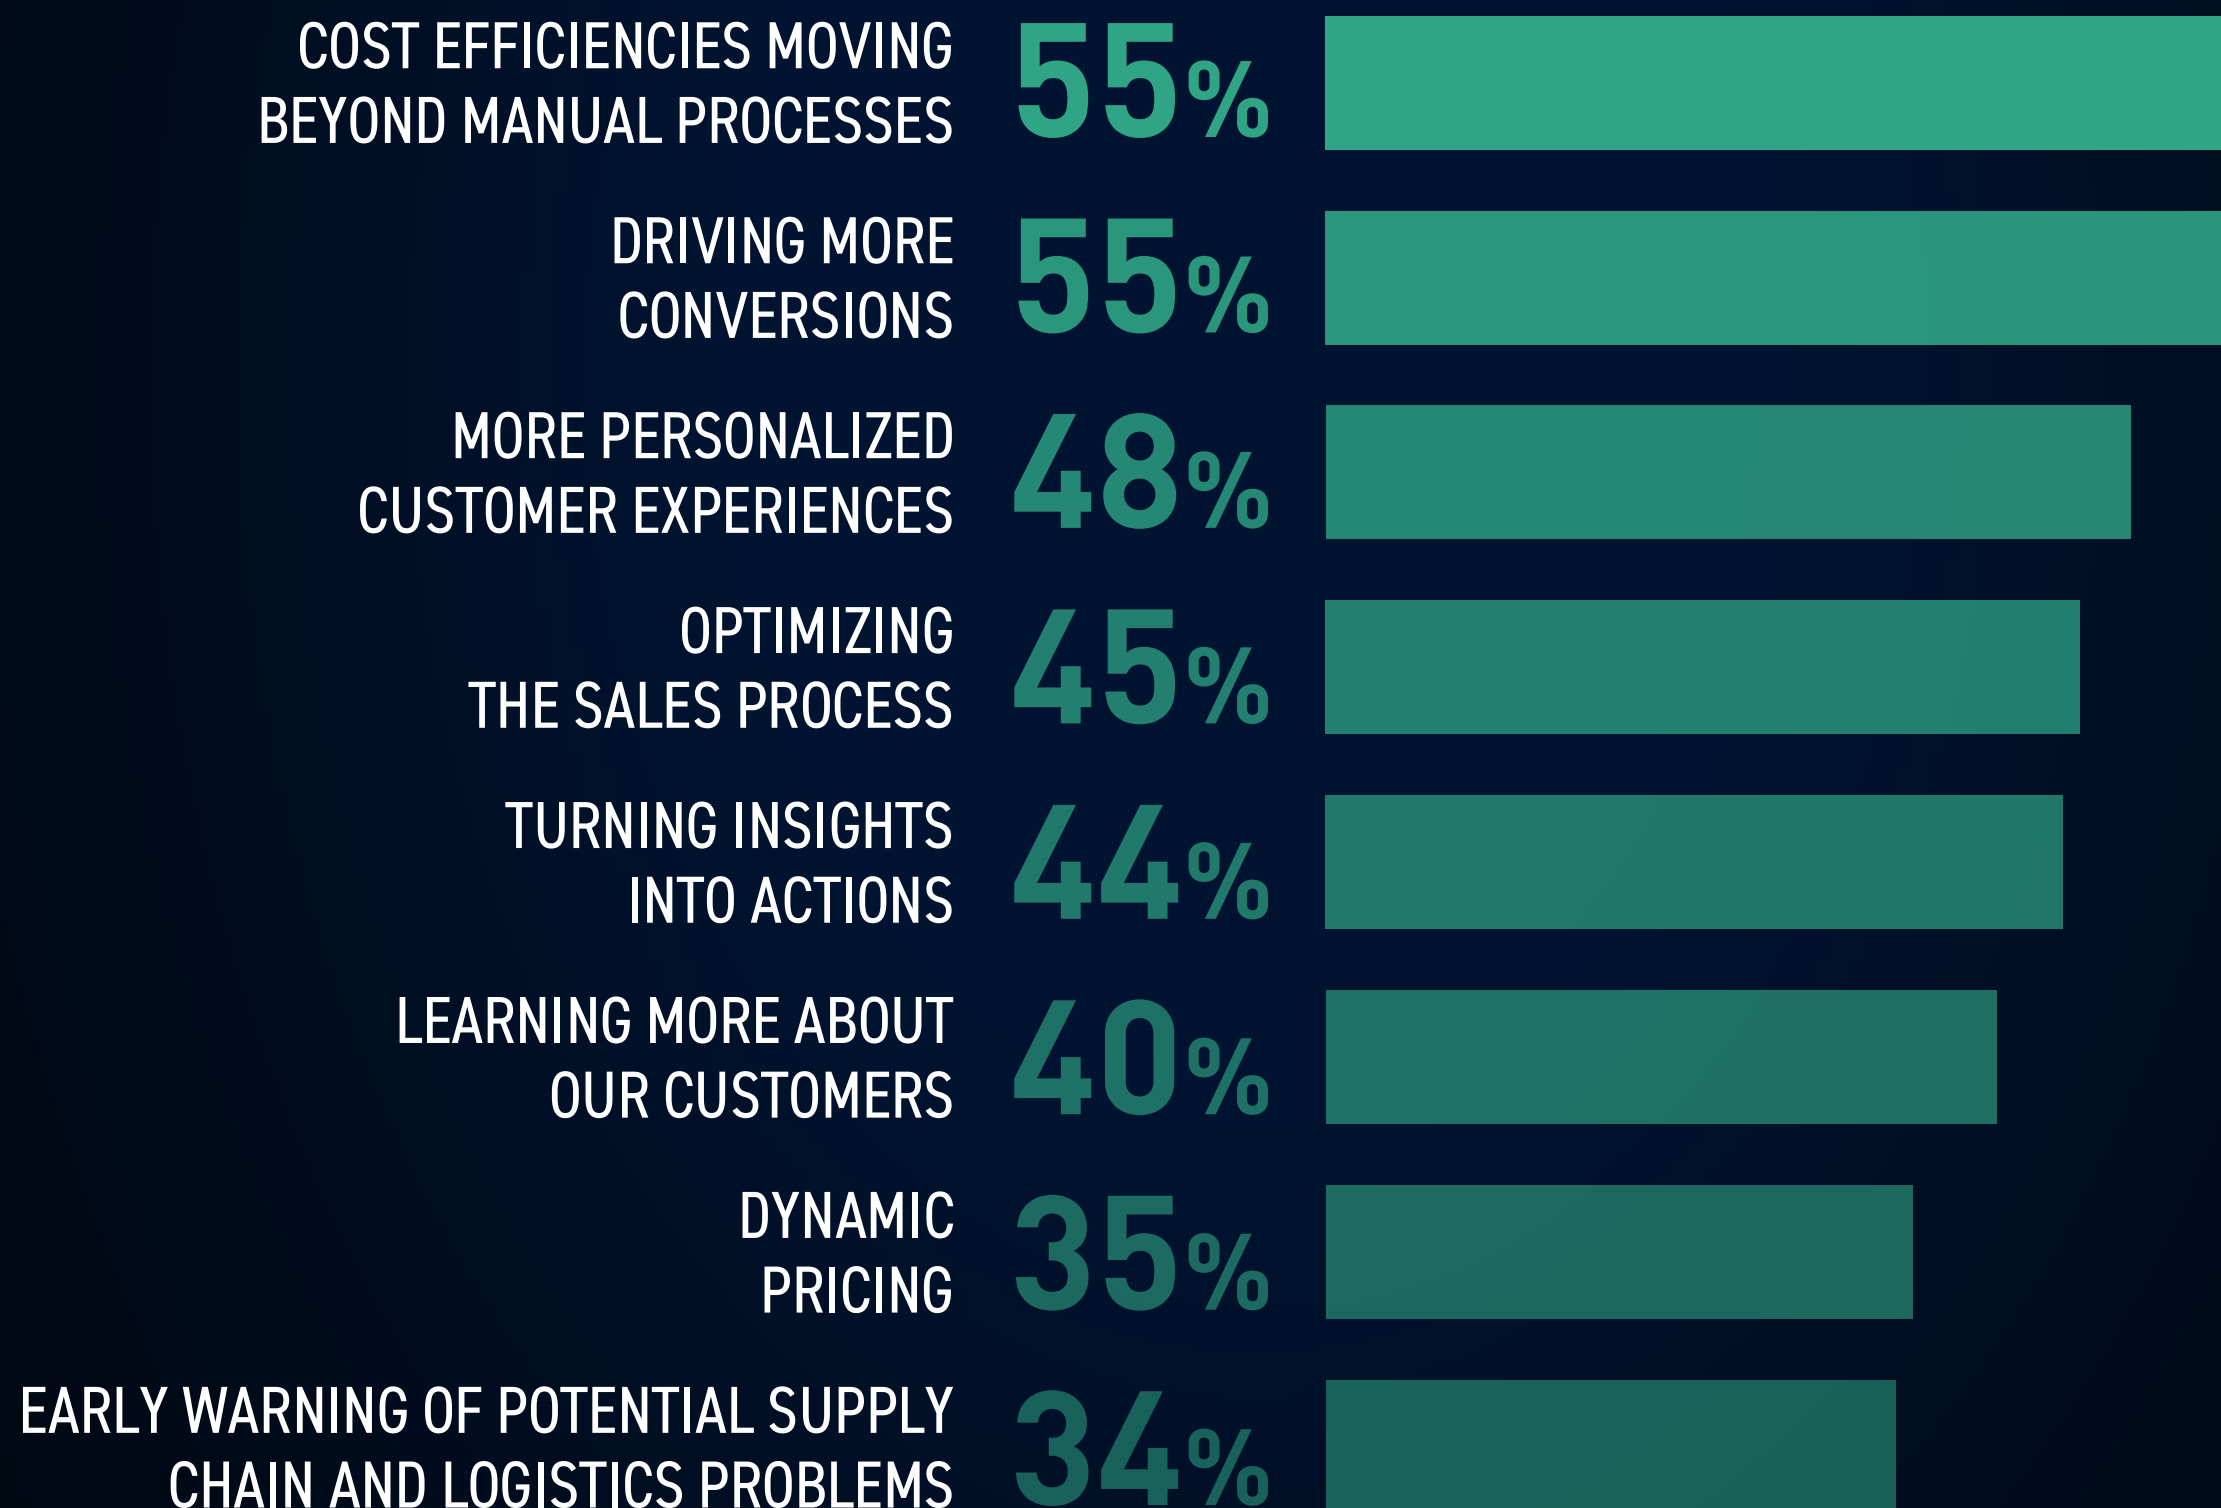 COST EFFICIENCIES MOVING
BEYOND MANUAL PROCESSES
55%
DRIVING MORE
CONVERSIONS
55%
MORE PERSONALIZED
CUSTOMER EXPERIENCES
48%
OPTIMIZING
THE SALES PROCESS
45%
TURNING INSIGHTS
INTO ACTIONS
44%
LEARNING MORE ABOUT
OUR CUSTOMERS
40%
DYNAMIC
PRICING
35%
EARLY WARNING OF POTENTIAL SUPPLY
CHAIN AND LOGISTICS PROBLEMS
34%